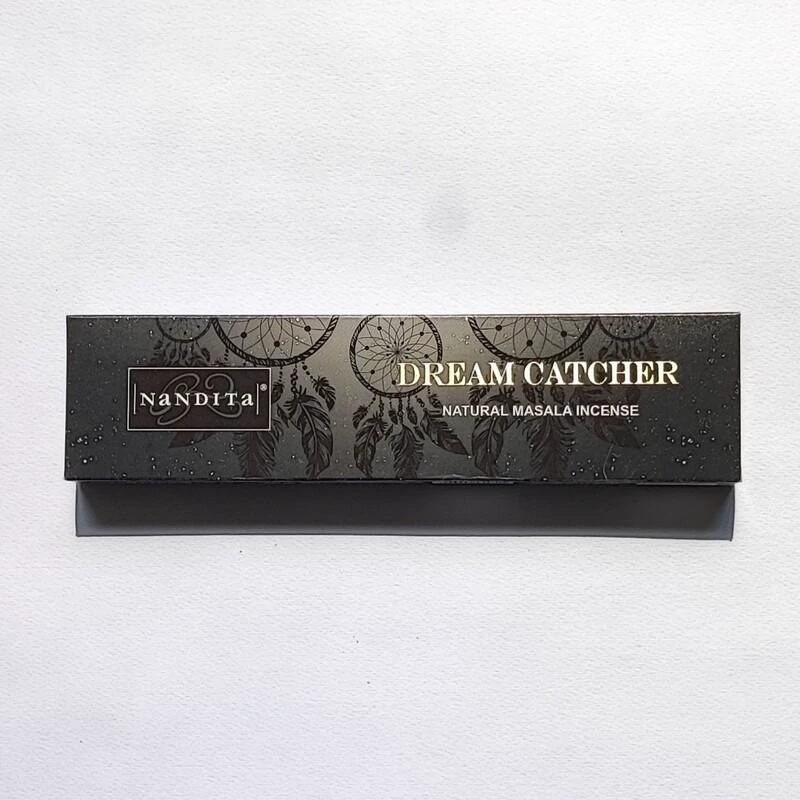 NANDITa®
DREAM CATCHER
NATURAL MASALA INCENSE